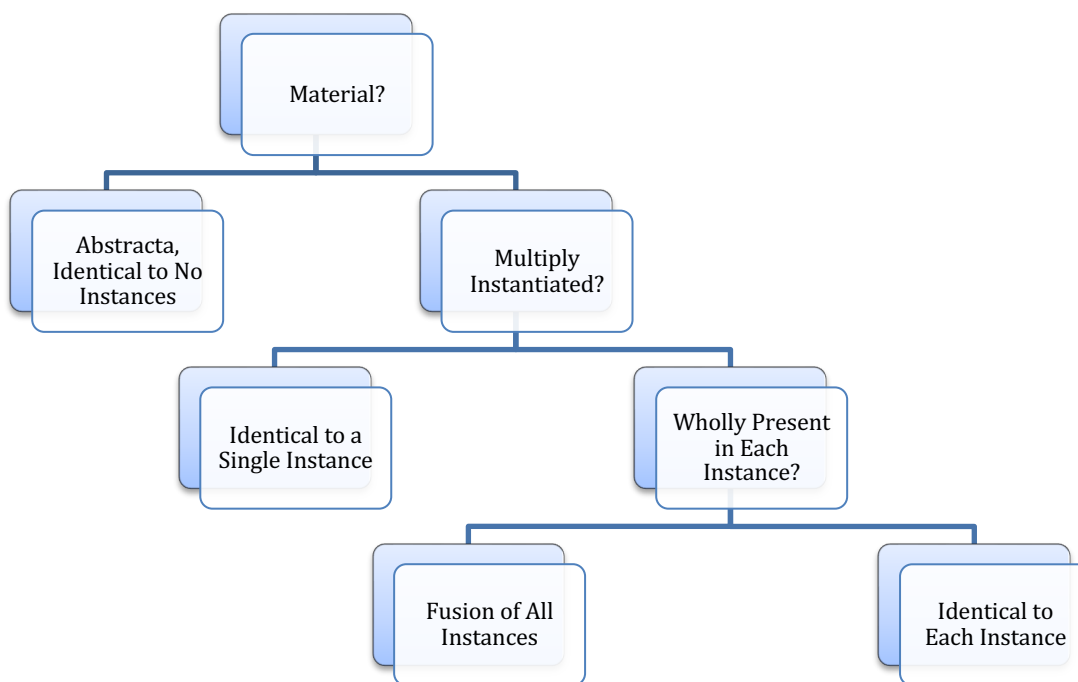 Material?
Abstracta,
Identical to No
Instances
Multiply
Instantiated?
Identical to a
Single Instance
Wholly Present
in Each
Instance?
Fusion of All
Instances
Identical to
Each Instance